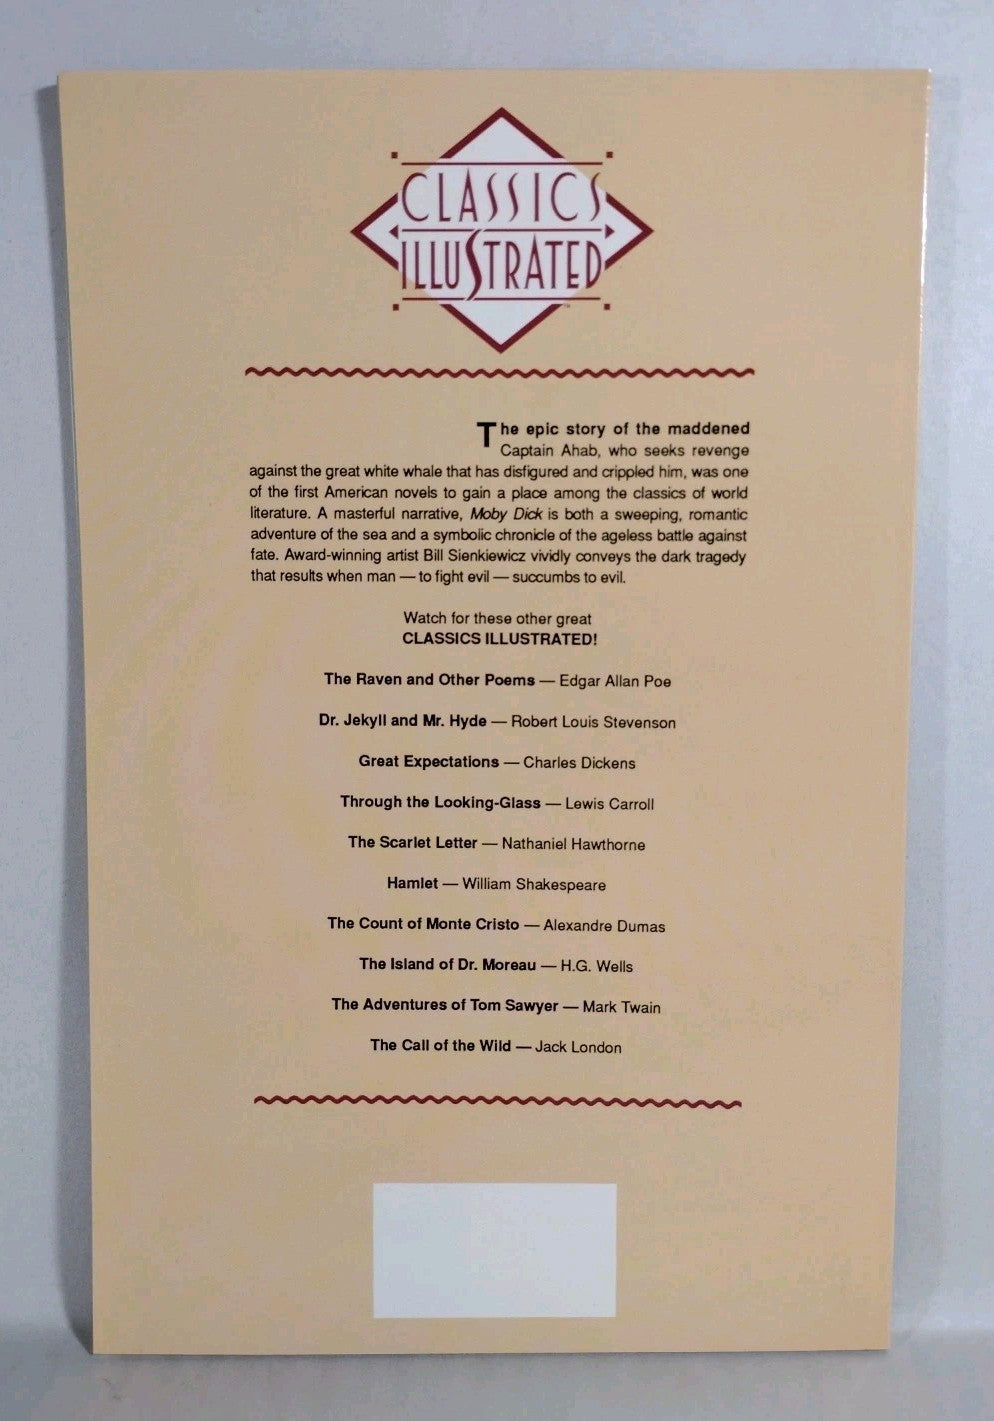 CLASSICS
ILLUSTRATED
The epic story of the maddened
Captain Ahab, who seeks revenge
against the great white whale that has disfigured and crippled him, was one
of the first American novels to gain a place among the classics of world
literature. A masterful narrative, Moby Dick is both a sweeping, romantic
adventure of the sea and a symbolic chronicle of the ageless battle against
fate. Award-winning artist Bill Sienkiewicz vividly conveys the dark tragedy
that results when man — to fight evil — succumbs to evil.
Watch for these other great
CLASSICS ILLUSTRATED!
The Raven and Other Poems — Edgar Allan Poe
Dr. Jekyll and Mr. Hyde — Robert Louis Stevenson
Great Expectations — Charles Dickens
Through the Looking-Glass — Lewis Carroll
The Scarlet Letter — Nathaniel Hawthorne
Hamlet — William Shakespeare
The Count of Monte Cristo — Alexandre Dumas
The Island of Dr. Moreau — H.G. Wells
The Adventures of Tom Sawyer — Mark Twain
The Call of the Wild — Jack London